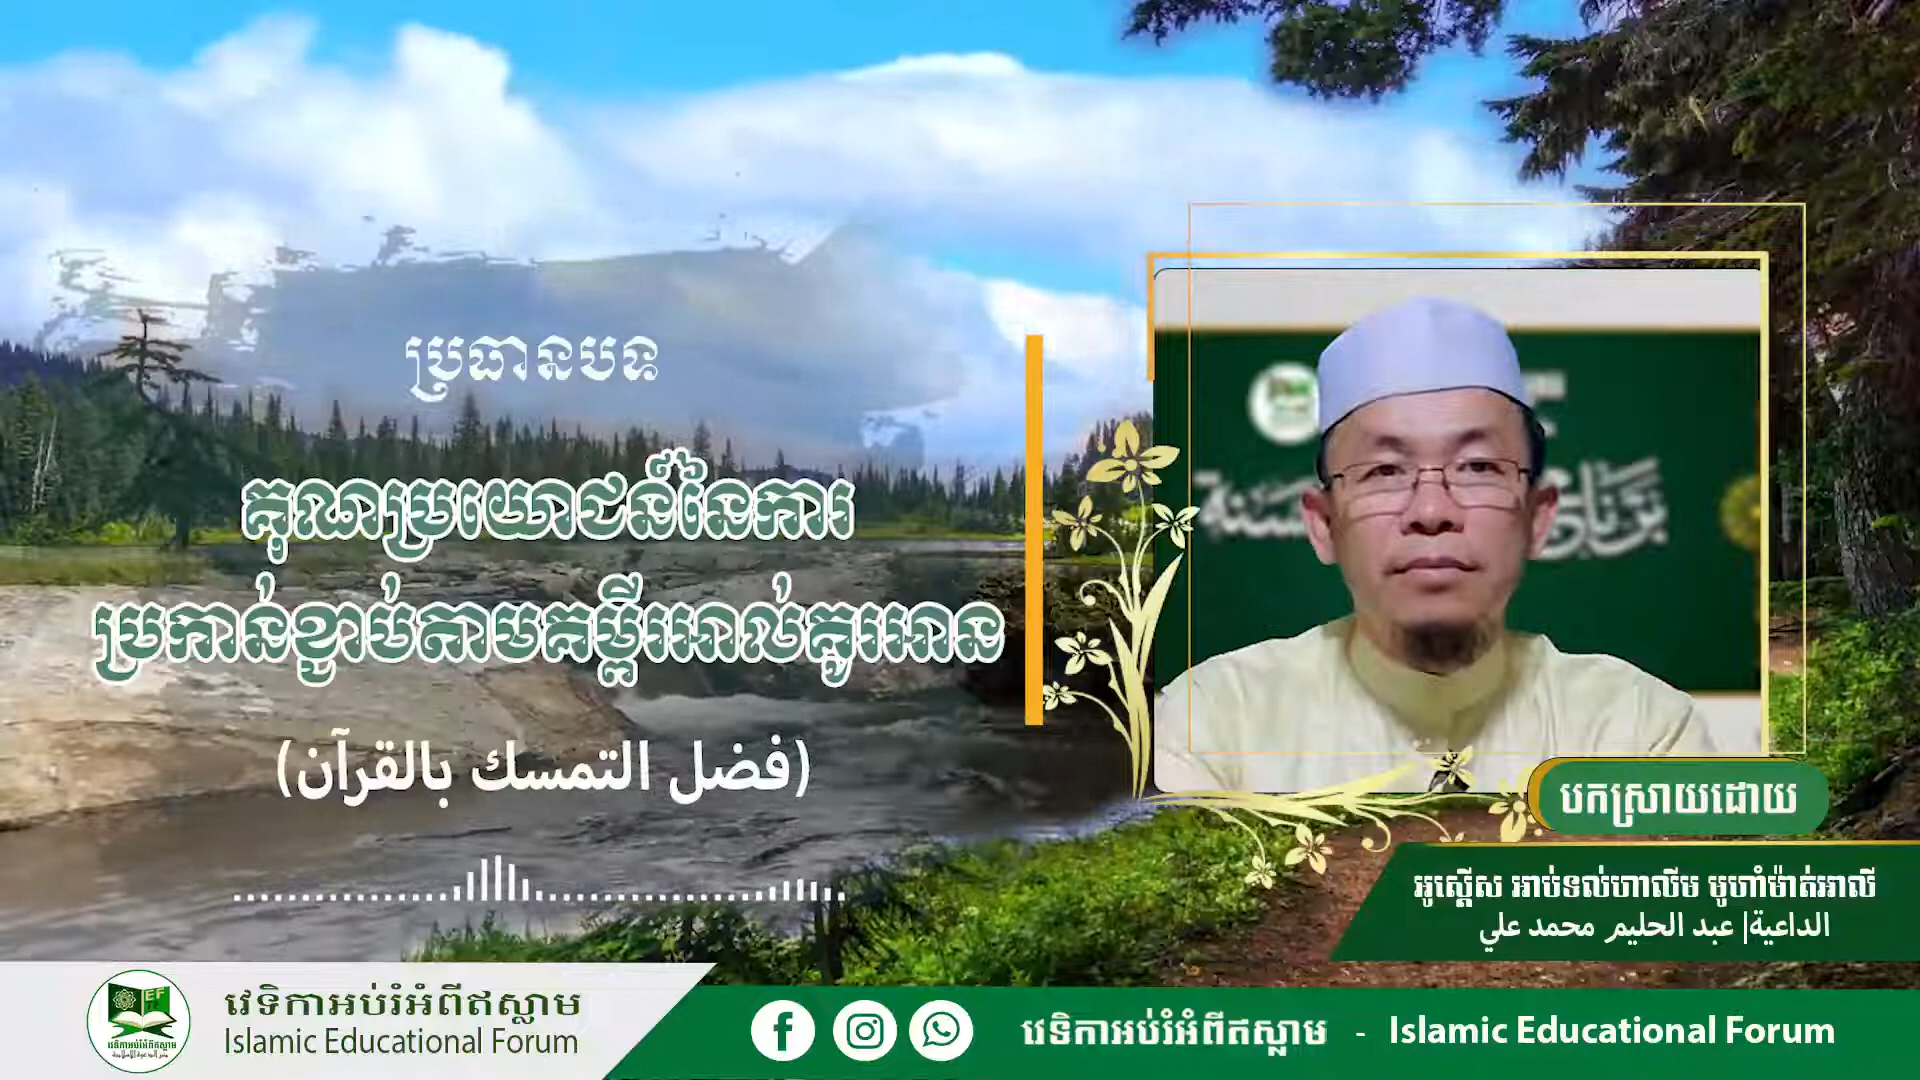 ប្រធានបទ
គុណប្រយោជន៍នៃការ
ប្រកាន់ខ្ជាប់តាមគម្ពីរអាល់គួរអាន
(فضل التمسك بالقرآن)
បកស្រាយដោយ
អូស្តើស អាប់ទល់ហាលីម មូហាំម៉ាត់អាលី
الداعية| عبد الحليم محمد علي
វេទិកាអប់រំអំពីឥស្លាម
Islamic Educational Forum
វេទិកាអប់រំអំពីឥស្លាម - Islamic Educational Forum